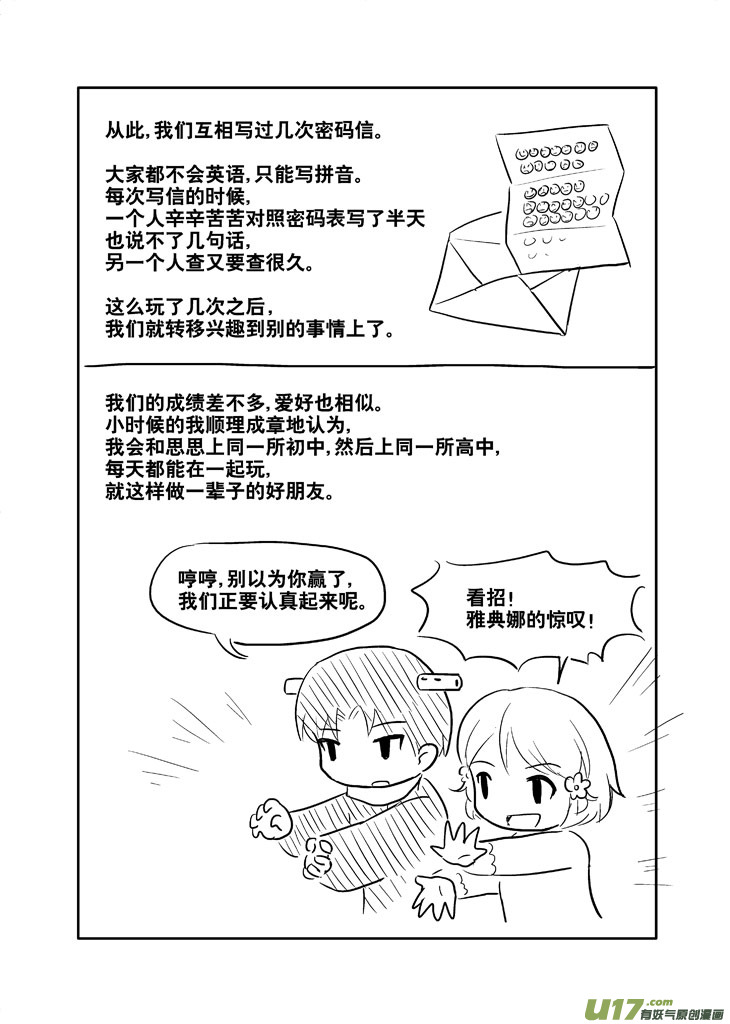 从此，我们互相写过几次密码信。
大家都不会英语，只能写拼音。
每次写信的时候，
一个人辛辛苦苦对照密码表写了半天
也说不了几句话，
另一个人查又要查很久。
这么玩了几次之后，
我们就转移兴趣到别的事情上了。
我们的成绩差不多，爱好也相似。
小时候的我顺理成章地认为，
我会和思思上同一所初中，然后上同一所高中，
每天都能在一起玩，
就这样做一辈子的好朋友。
哼哼，别以为你赢了，
我们正要认真起来呢。
看招！
雅典娜的惊叹！
U17.com
有妖气原创漫画